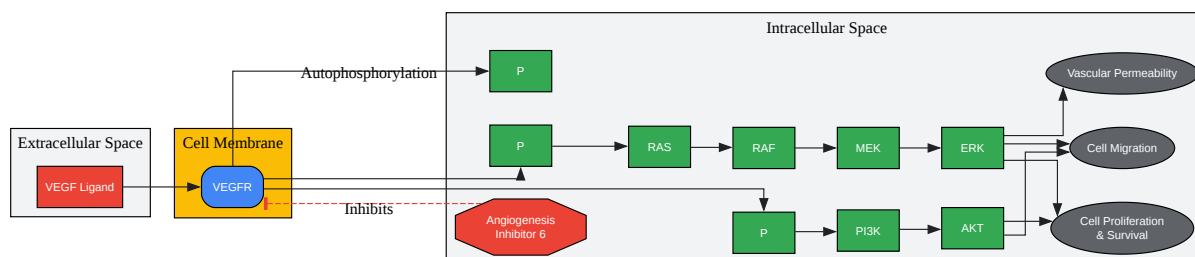 Intracellular Space
P
Vascular Permeability
Autophosphorylation
Extracellular Space
Cell Membrane
P
RAS
RAF
MEK
ERK
Cell Migration
VEGF Ligand
VEGFR
Inhibits
Angiogenesis
Inhibitor 6
P
PI3K
AKT
Cell Proliferation
& Survival